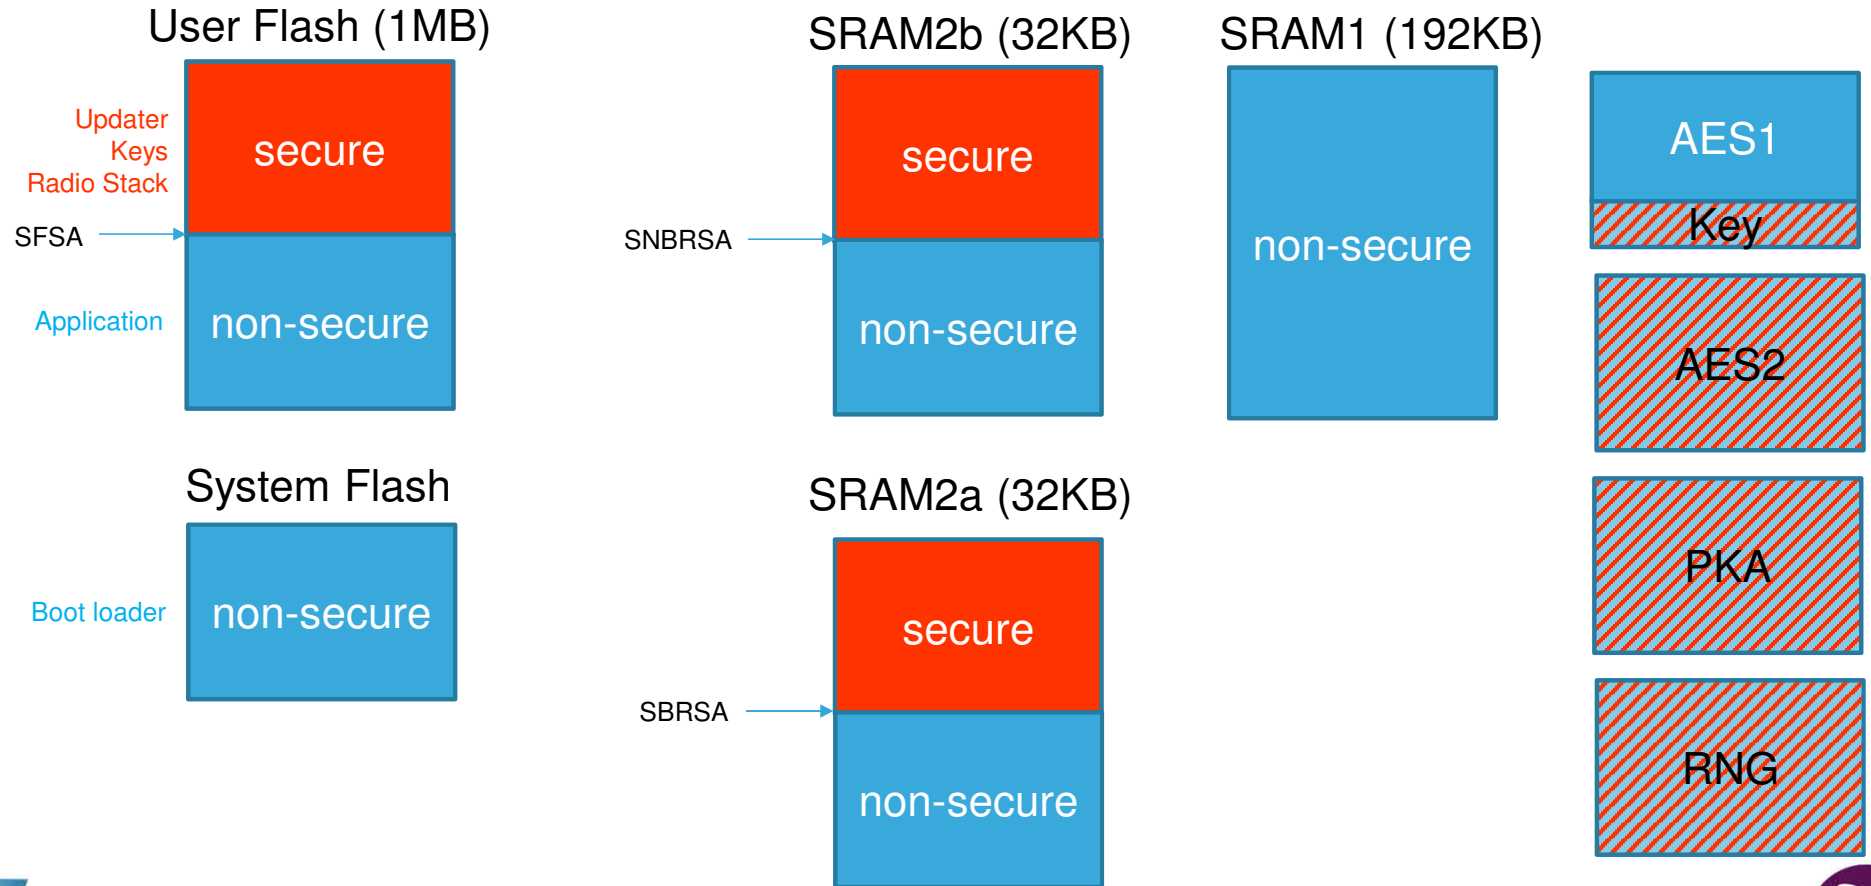 User Flash (1MB)
Updater
Keys
Radio Stack
secure
SFSA
Application
non-secure
System Flash
Boot loader
non-secure
SRAM2b (32KB)
secure
SNBRSA
non-secure
SRAM2a (32KB)
secure
SBRSA
non-secure
SRAM1 (192KB)
non-secure
AES1
Key
AES2
PKA
RNG